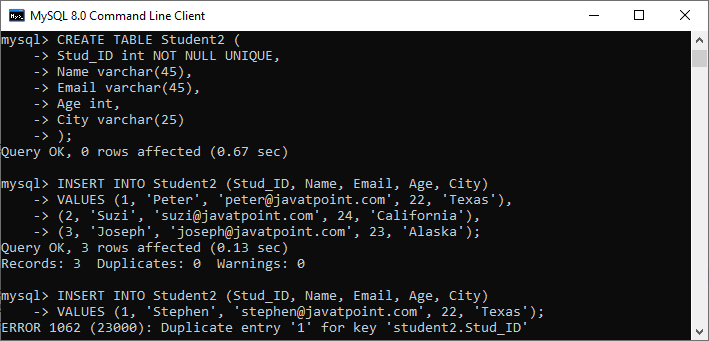 MySQL 8.0 Command Line Client
mysql> CREATE TABLE Student2 (
    -> Stud_ID int NOT NULL UNIQUE,
    -> Name varchar(45),
    -> Email varchar(45),
    -> Age int,
    -> City varchar(25)
    -> );
Query OK, 0 rows affected (0.67 sec)

mysql> INSERT INTO Student2 (Stud_ID, Name, Email, Age, City)
    -> VALUES (1, 'Peter', 'peter@javatpoint.com', 22, 'Texas'),
    -> (2, 'Suzi', 'suzi@javatpoint.com', 24, 'California'),
    -> (3, 'Joseph', 'joseph@javatpoint.com', 23, 'Alaska');
Query OK, 3 rows affected (0.13 sec)
Records: 3  Duplicates: 0  Warnings: 0

mysql> INSERT INTO Student2 (Stud_ID, Name, Email, Age, City)
    -> VALUES (1, 'Stephen', 'stephen@javatpoint.com', 22, 'Texas');
ERROR 1062 (23000): Duplicate entry '1' for key 'student2.Stud_ID'